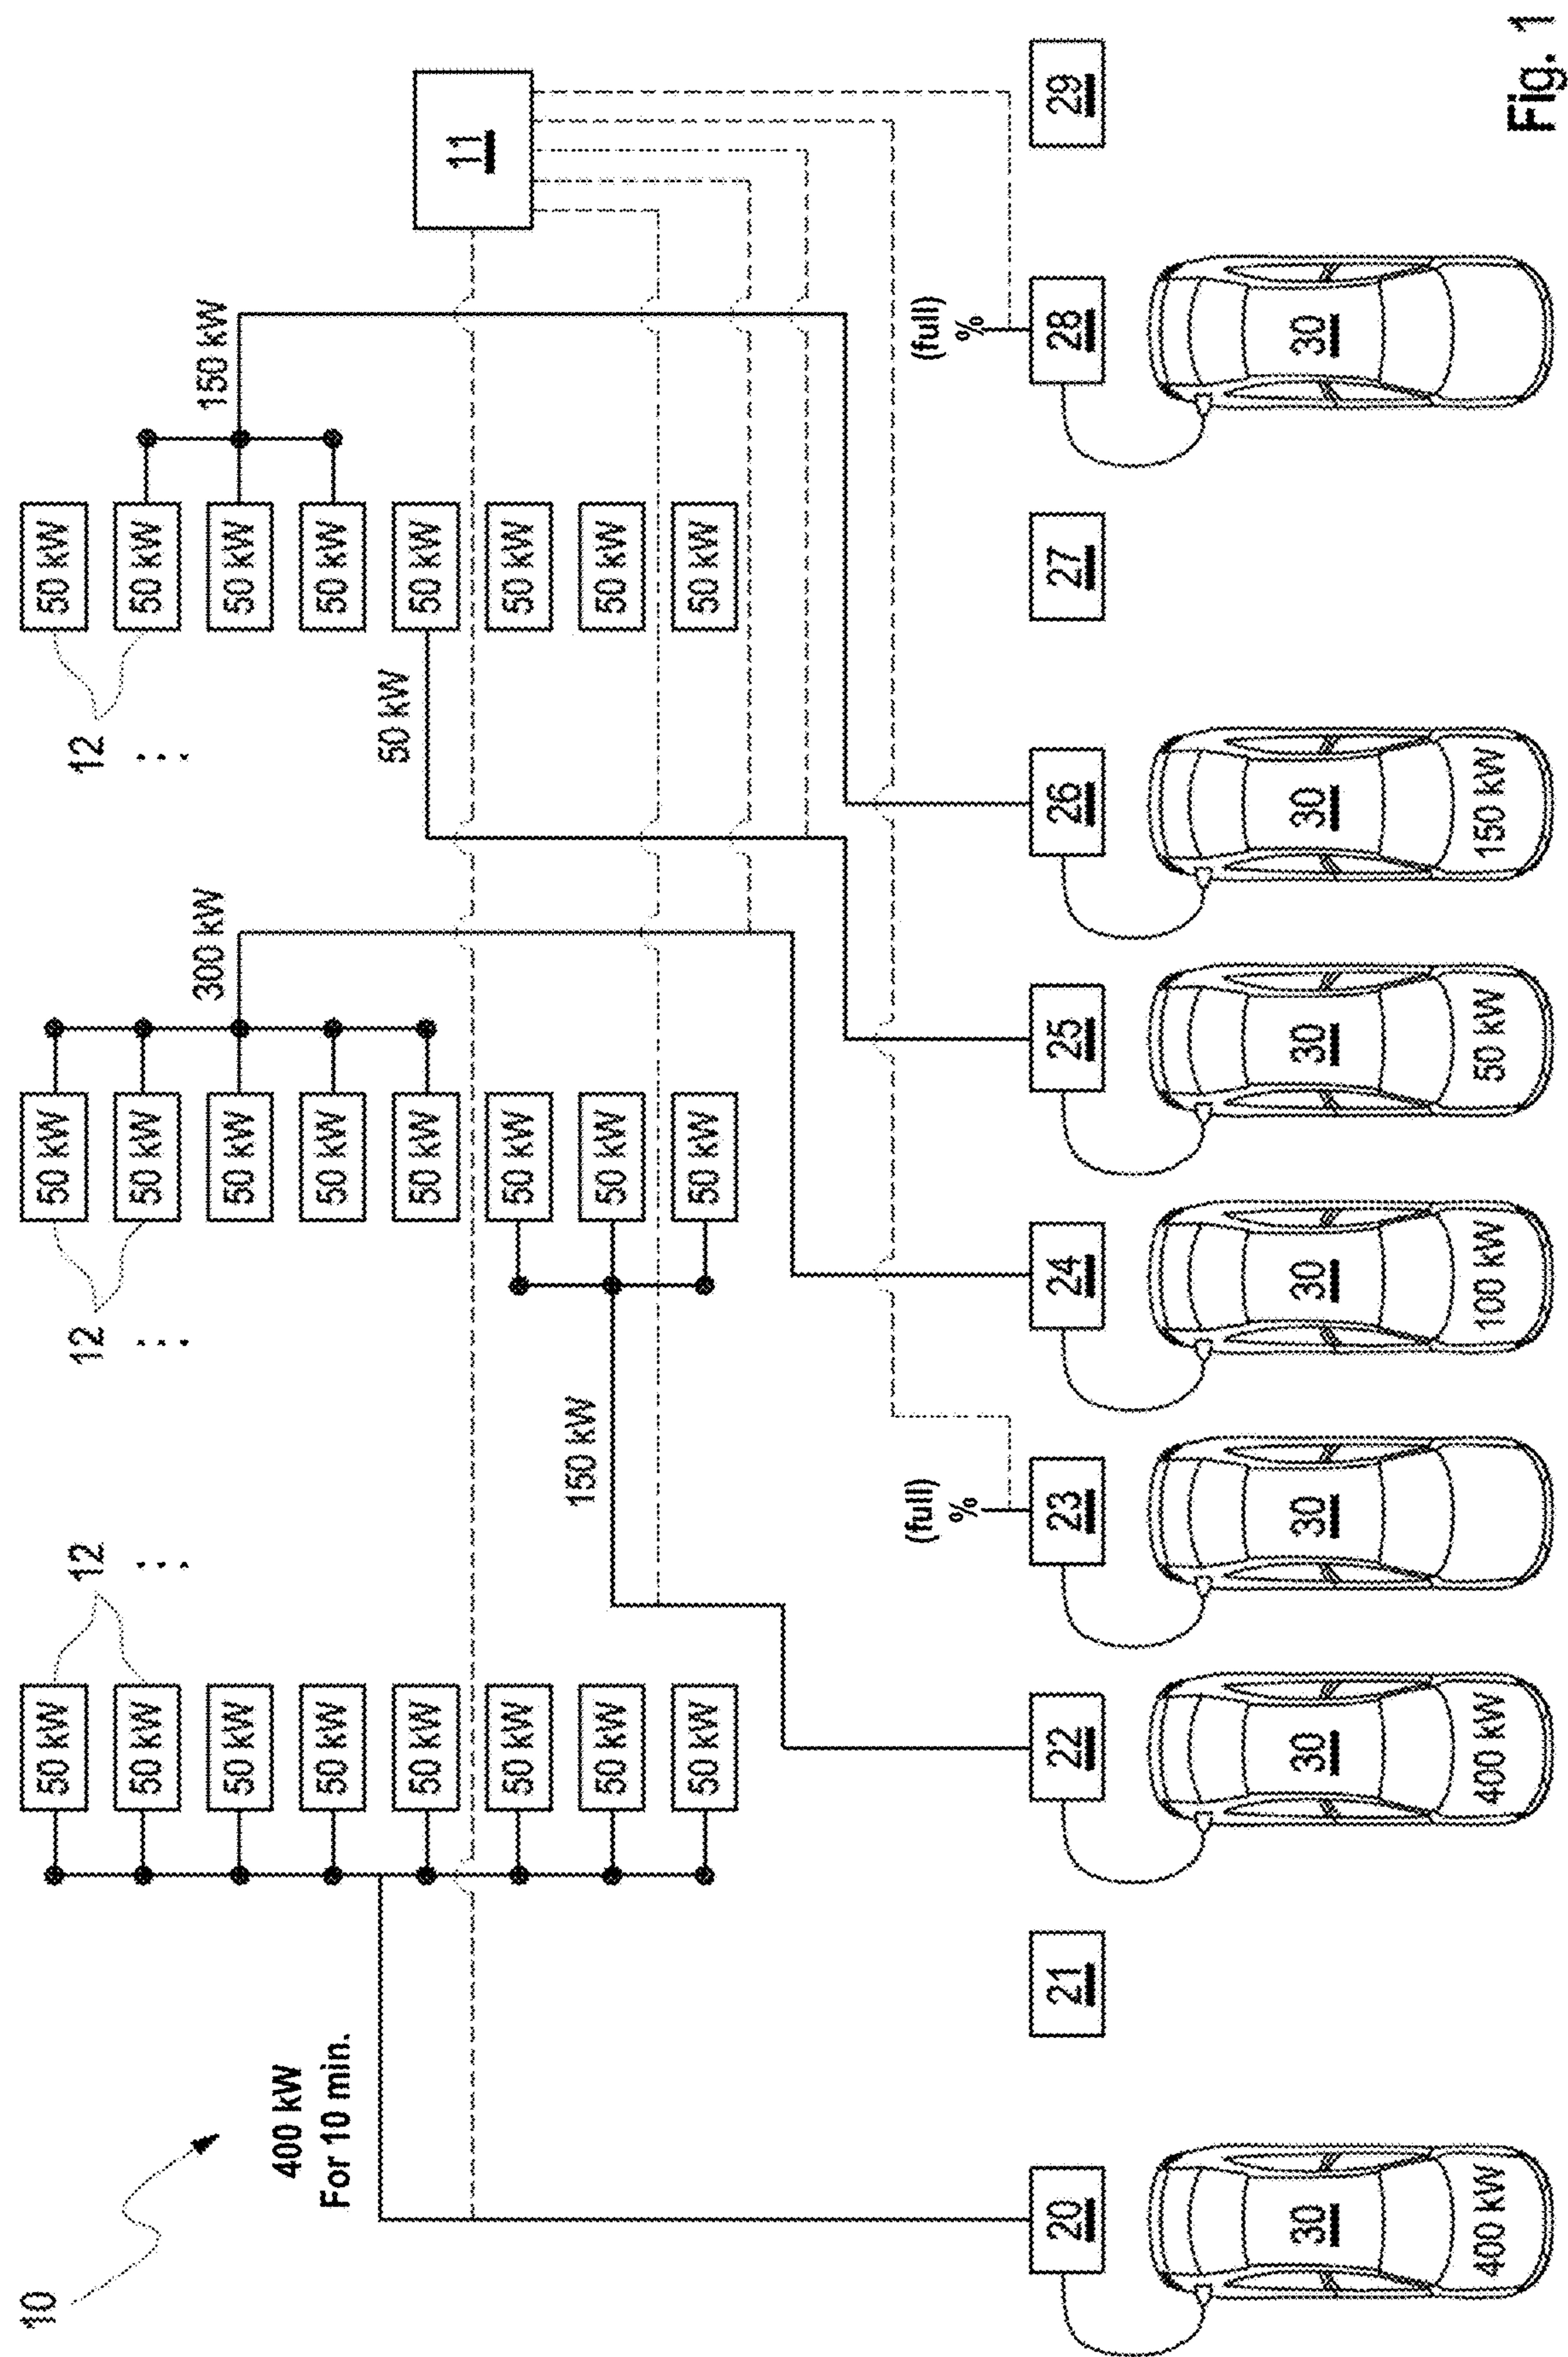 10
50 kW 50 kW 50 kW
12 ... 12 ... 12 ...
50 kW 50 kW 50 kW
300 kW 150 kW
50 kW 50 kW 50 kW
400 kW
For 10 min.
50 kW 50 kW 50 kW
50 kW
50 kW 50 kW 50 kW
11
50 kW 50 kW 50 kW
150 kW
50 kW 50 kW 50 kW
50 kW 50 kW 50 kW
(full) (full)
% %
20 21 22 23 24 25 26 27 28 29
30 30 30 30 30 30 30
400 kW 400 kW 100 kW 50 kW 150 kW
Fig. 1